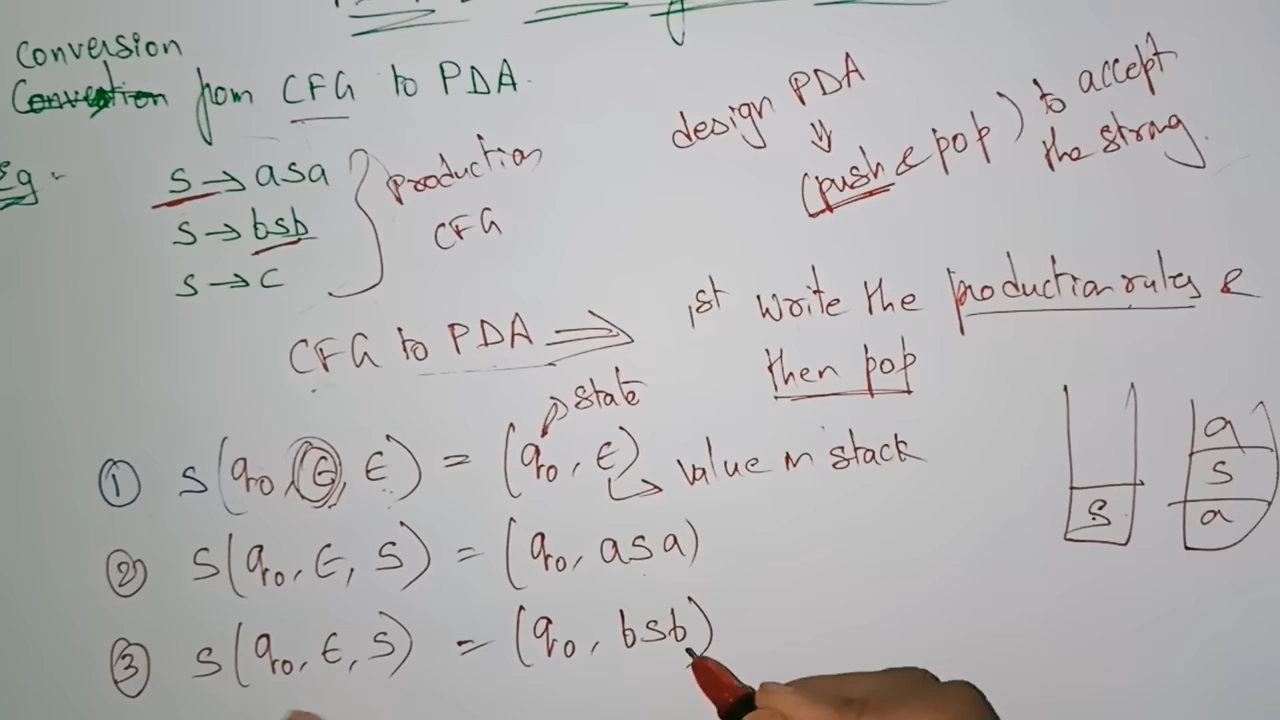 Conversion
Convention from CFG to PDA.
Eg -
S → asa
S → bsb
S → c
production
CFG
design PDA
(push & pop) to accept
the string.
CFG to PDA ⇒
1st write the production rules &
then pop
state
① S(q0, ε, ε) = (q0, ε)
value in stack
② S(q0, ε, S) = (q0, asa)
③ S(q0, ε, S) = (q0, bsb)
S
a
S
a